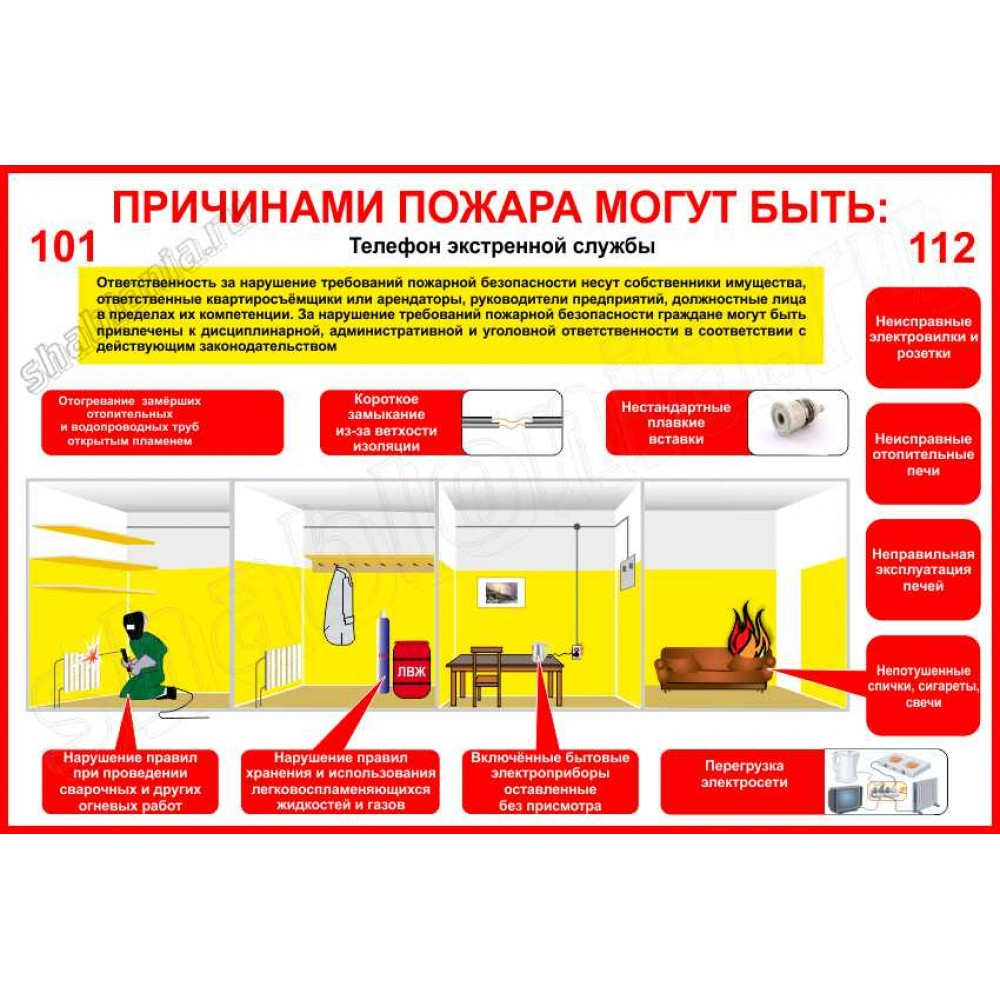 ПРИЧИНАМИ ПОЖАРА МОГУТ БЫТЬ:
101
Телефон экстренной службы
112
Ответственность за нарушение требований пожарной безопасности несут собственники имущества,
ответственные квартиросъёмщики или арендаторы, руководители предприятий, должностные лица
в пределах их компетенции. За нарушение требований пожарной безопасности граждане могут быть
привлечены к дисциплинарной, административной и уголовной ответственности в соответствии с
действующим законодательством
Отогревание замёрших
отопительных
и водопроводных труб
открытым пламенем
Короткое
замыкание
из-за ветхости
изоляции
Нестандартные
плавкие
вставки
Неисправные
электровилки и
розетки
Неисправные
отопительные
печи
Неправильная
эксплуатация
печей
Непотушенные
спички, сигареты,
свечи
ЛВЖ
Нарушение правил
при проведении
сварочных и других
огневых работ
Нарушение правил
хранения и использования
легковоспламеняющихся
жидкостей и газов
Включённые бытовые
электроприборы
оставленные
без присмотра
Перегрузка
электросети
shablonia.ru